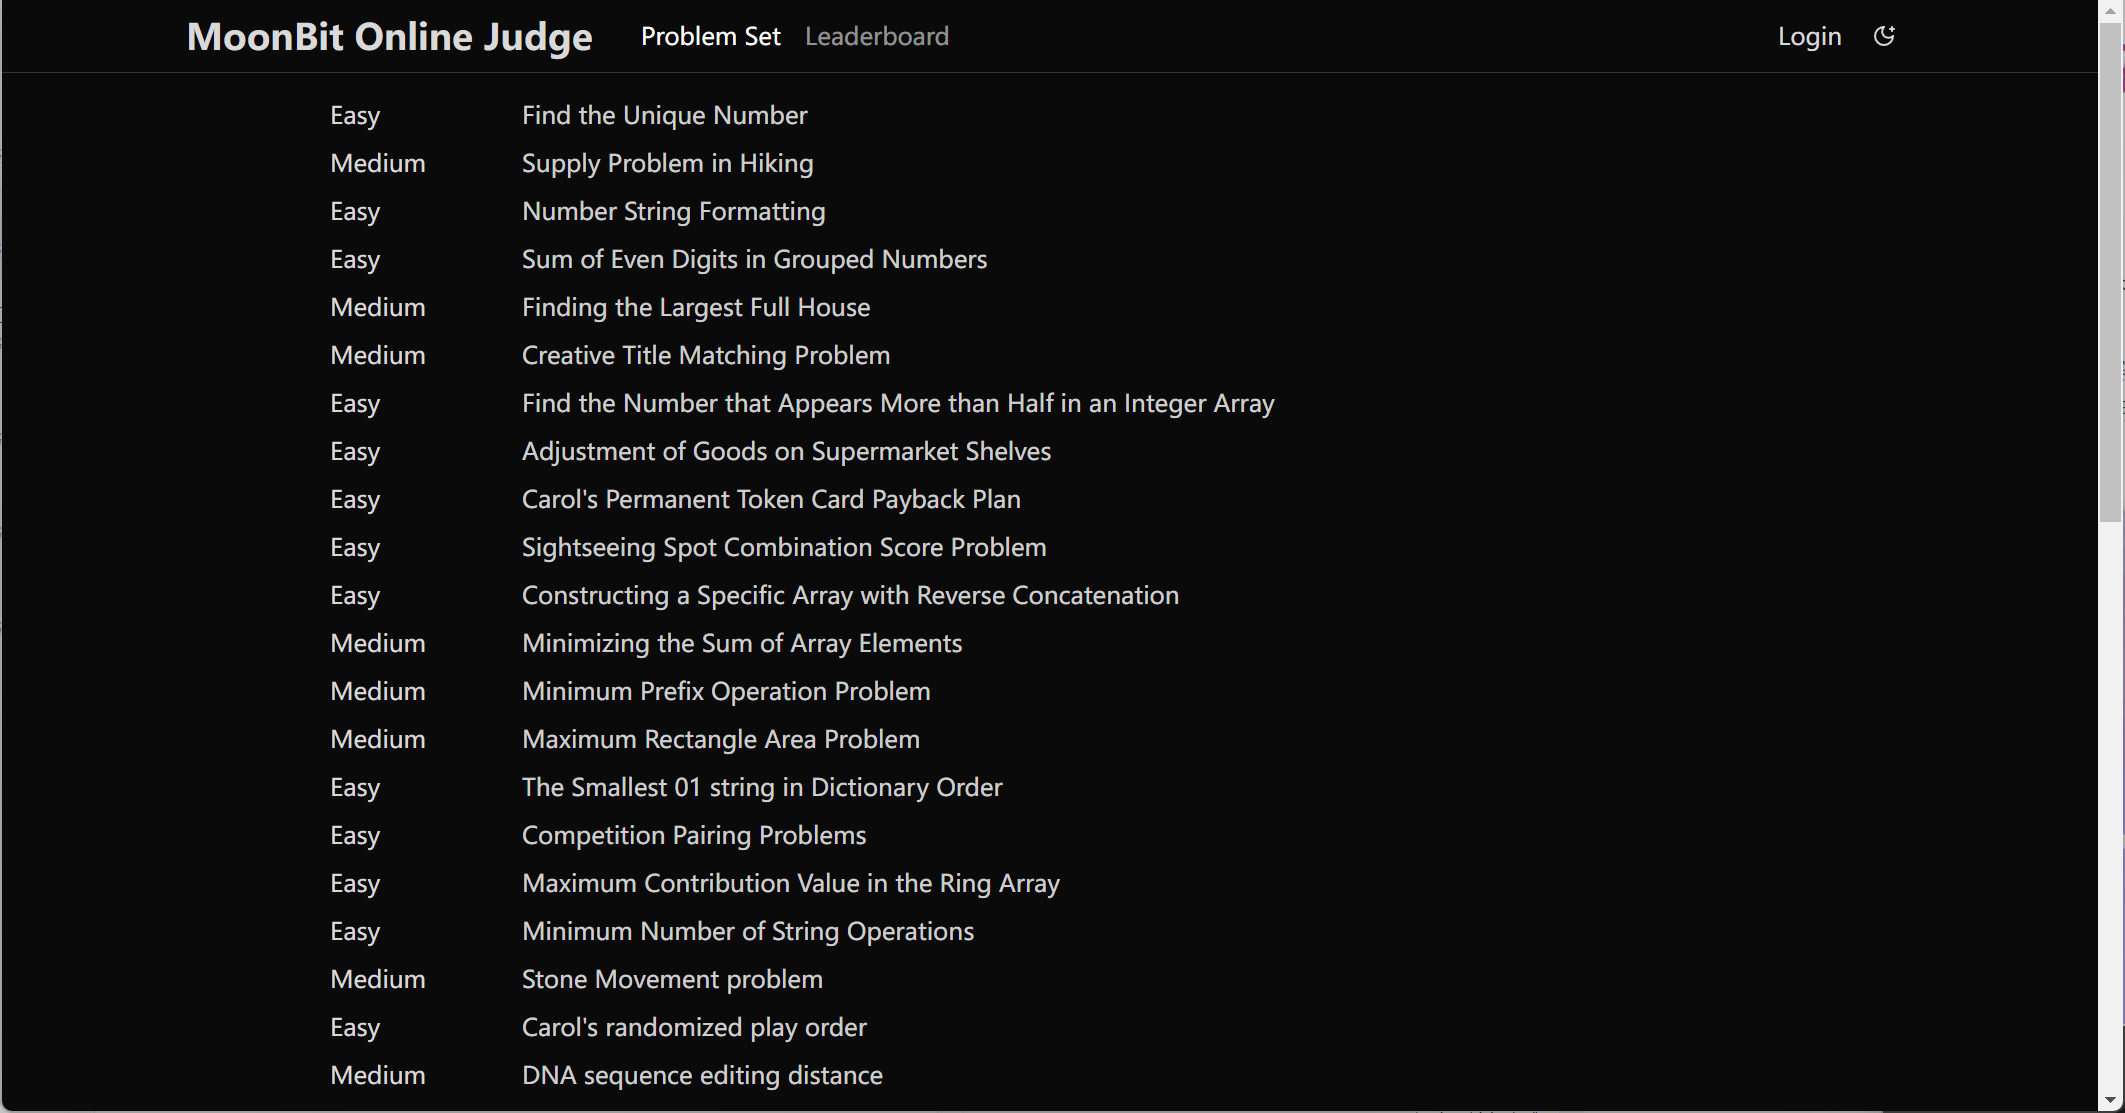 MoonBit Online Judge Problem Set Leaderboard Login
Easy Find the Unique Number
Medium Supply Problem in Hiking
Easy Number String Formatting
Easy Sum of Even Digits in Grouped Numbers
Medium Finding the Largest Full House
Medium Creative Title Matching Problem
Easy Find the Number that Appears More than Half in an Integer Array
Easy Adjustment of Goods on Supermarket Shelves
Easy Carol's Permanent Token Card Payback Plan
Easy Sightseeing Spot Combination Score Problem
Easy Constructing a Specific Array with Reverse Concatenation
Medium Minimizing the Sum of Array Elements
Medium Minimum Prefix Operation Problem
Medium Maximum Rectangle Area Problem
Easy The Smallest 01 string in Dictionary Order
Easy Competition Pairing Problems
Easy Maximum Contribution Value in the Ring Array
Easy Minimum Number of String Operations
Medium Stone Movement problem
Easy Carol's randomized play order
Medium DNA sequence editing distance